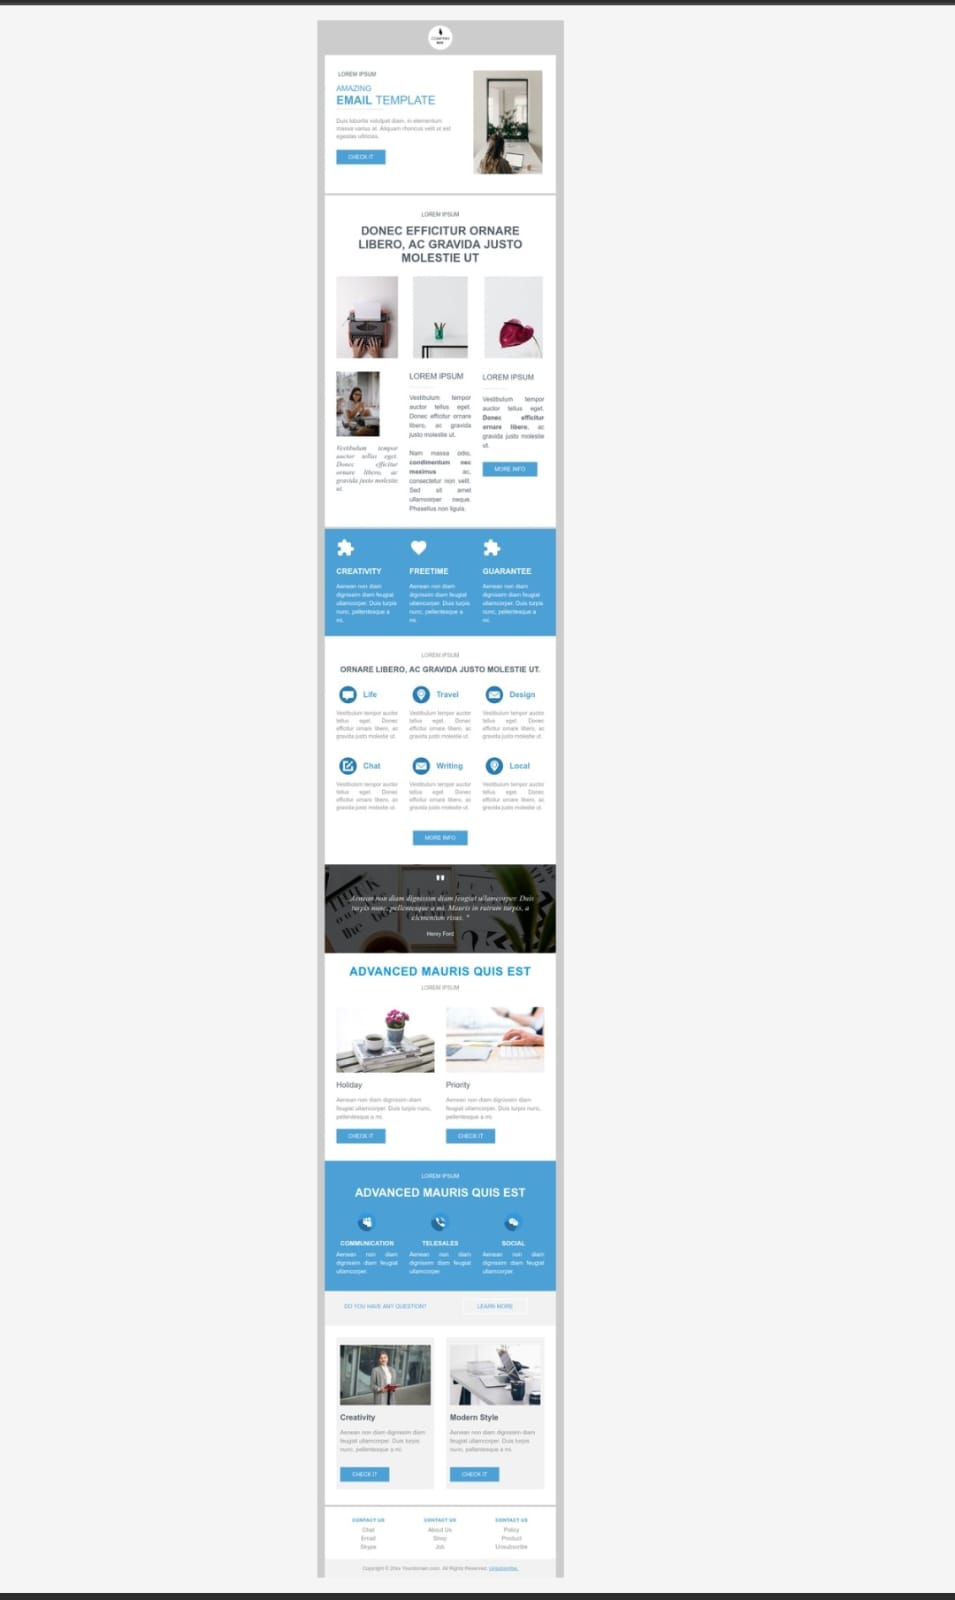 COMPANY
LOREM IPSUM
AMAZING
EMAIL TEMPLATE
Duis lobortis volutpat diam, in elementum
massa varius at. Aliquam rhoncus velit ut est
egestas ultrices.
CHECK IT
LOREM IPSUM
DONEC EFFICITUR ORNARE
LIBERO, AC GRAVIDA JUSTO
MOLESTIE UT
Vestibulum tempor
auctor tellus eget.
Donec efficitur
ornare libero, ac
gravida justo molestie
ut.
LOREM IPSUM
Vestibulum tempor
auctor tellus eget.
Donec efficitur ornare
libero, ac gravida
justo molestie ut.
Nam massa odio,
condimentum nec
maximus ac,
consectetur non velit.
Sed sit amet
ullamcorper neque.
Phasellus non ligula.
LOREM IPSUM
Vestibulum tempor
auctor tellus eget.
Donec efficitur
ornare libero, ac
gravida justo molestie
ut.
MORE INFO
CREATIVITY
Aenean non diam
dignissim diam feugiat
ullamcorper. Duis turpis
nunc, pellentesque a
mi.
FREETIME
Aenean non diam
dignissim diam feugiat
ullamcorper. Duis turpis
nunc, pellentesque a
mi.
GUARANTEE
Aenean non diam
dignissim diam feugiat
ullamcorper. Duis turpis
nunc, pellentesque a
mi.
LOREM IPSUM
ORNARE LIBERO, AC GRAVIDA JUSTO MOLESTIE UT.
Life
Vestibulum tempor auctor
tellus eget. Donec
efficitur ornare libero, ac
gravida justo molestie ut.
Travel
Vestibulum tempor auctor
tellus eget. Donec
efficitur ornare libero, ac
gravida justo molestie ut.
Design
Vestibulum tempor auctor
tellus eget. Donec
efficitur ornare libero, ac
gravida justo molestie ut.
Chat
Vestibulum tempor auctor
tellus eget. Donec
efficitur ornare libero, ac
gravida justo molestie ut.
Writing
Vestibulum tempor auctor
tellus eget. Donec
efficitur ornare libero, ac
gravida justo molestie ut.
Local
Vestibulum tempor auctor
tellus eget. Donec
efficitur ornare libero, ac
gravida justo molestie ut.
MORE INFO
"
Aenean non diam dignissim diam feugiat ullamcorper. Duis
turpis nunc, pellentesque a mi. Mauris in rutrum turpis, a
elementum risus. "
Henry Ford
ADVANCED MAURIS QUIS EST
LOREM IPSUM
Holiday
Aenean non diam dignissim diam
feugiat ullamcorper. Duis turpis nunc,
pellentesque a mi.
CHECK IT
Priority
Aenean non diam dignissim diam
feugiat ullamcorper. Duis turpis nunc,
pellentesque a mi.
CHECK IT
LOREM IPSUM
ADVANCED MAURIS QUIS EST
COMMUNICATION
Aenean non diam
dignissim diam feugiat
ullamcorper.
TELESALES
Aenean non diam
dignissim diam feugiat
ullamcorper
SOCIAL
Aenean non diam
dignissim diam feugiat
ullamcorper.
DO YOU HAVE ANY QUESTION?
LEARN MORE
Creativity
Aenean non diam dignissim diam
feugiat ullamcorper. Duis turpis
nunc, pellentesque a mi.
CHECK IT
Modern Style
Aenean non diam dignissim diam
feugiat ullamcorper. Duis turpis
nunc, pellentesque a mi.
CHECK IT
CONTACT US
Chat
Email
Skype
CONTACT US
About Us
Shop
Job
CONTACT US
Policy
Product
Unsubscribe
Copyright © 20xx Yourdomain.com. All Rights Reserved. Unsubscribe.